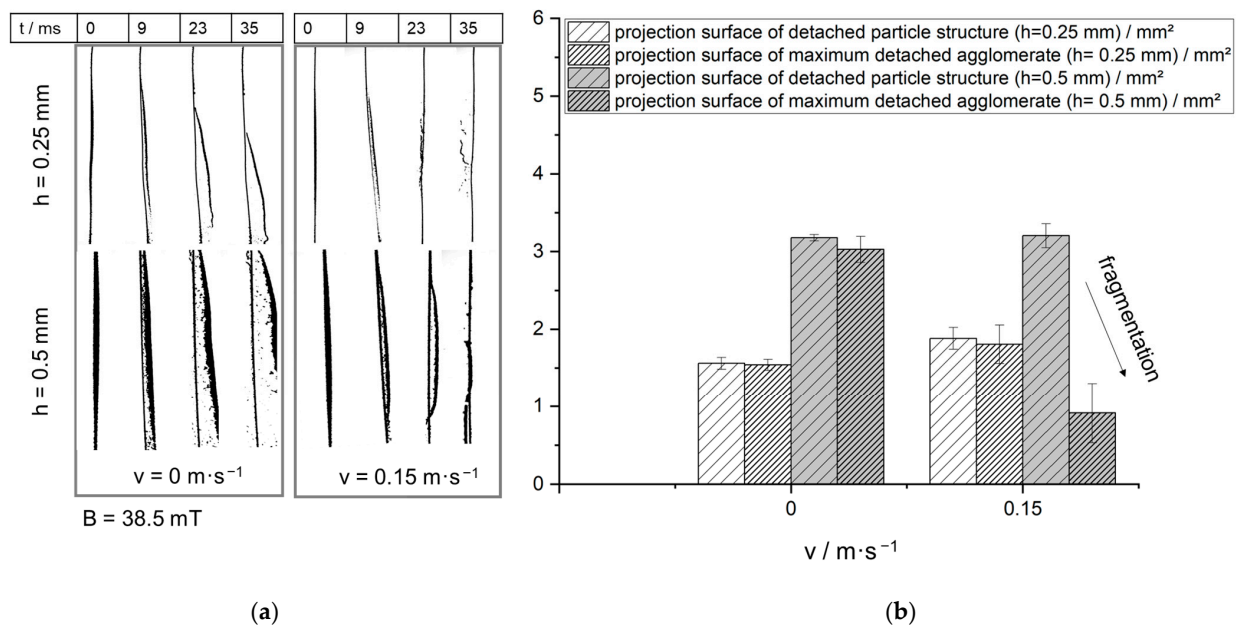 t / ms 0 9 23 35 0 9 23 35
h = 0.25 mm
h = 0.5 mm
v = 0 m·s⁻¹
v = 0.15 m·s⁻¹
B = 38.5 mT
(a)
projection surface of detached particle structure (h=0.25 mm) / mm²
projection surface of maximum detached agglomerate (h= 0.25 mm) / mm²
projection surface of detached particle structure (h=0.5 mm) / mm²
projection surface of maximum detached agglomerate (h= 0.5 mm) / mm²
6
5
4
3
2
1
0
fragmentation
0 0.15
v / m·s⁻¹
(b)